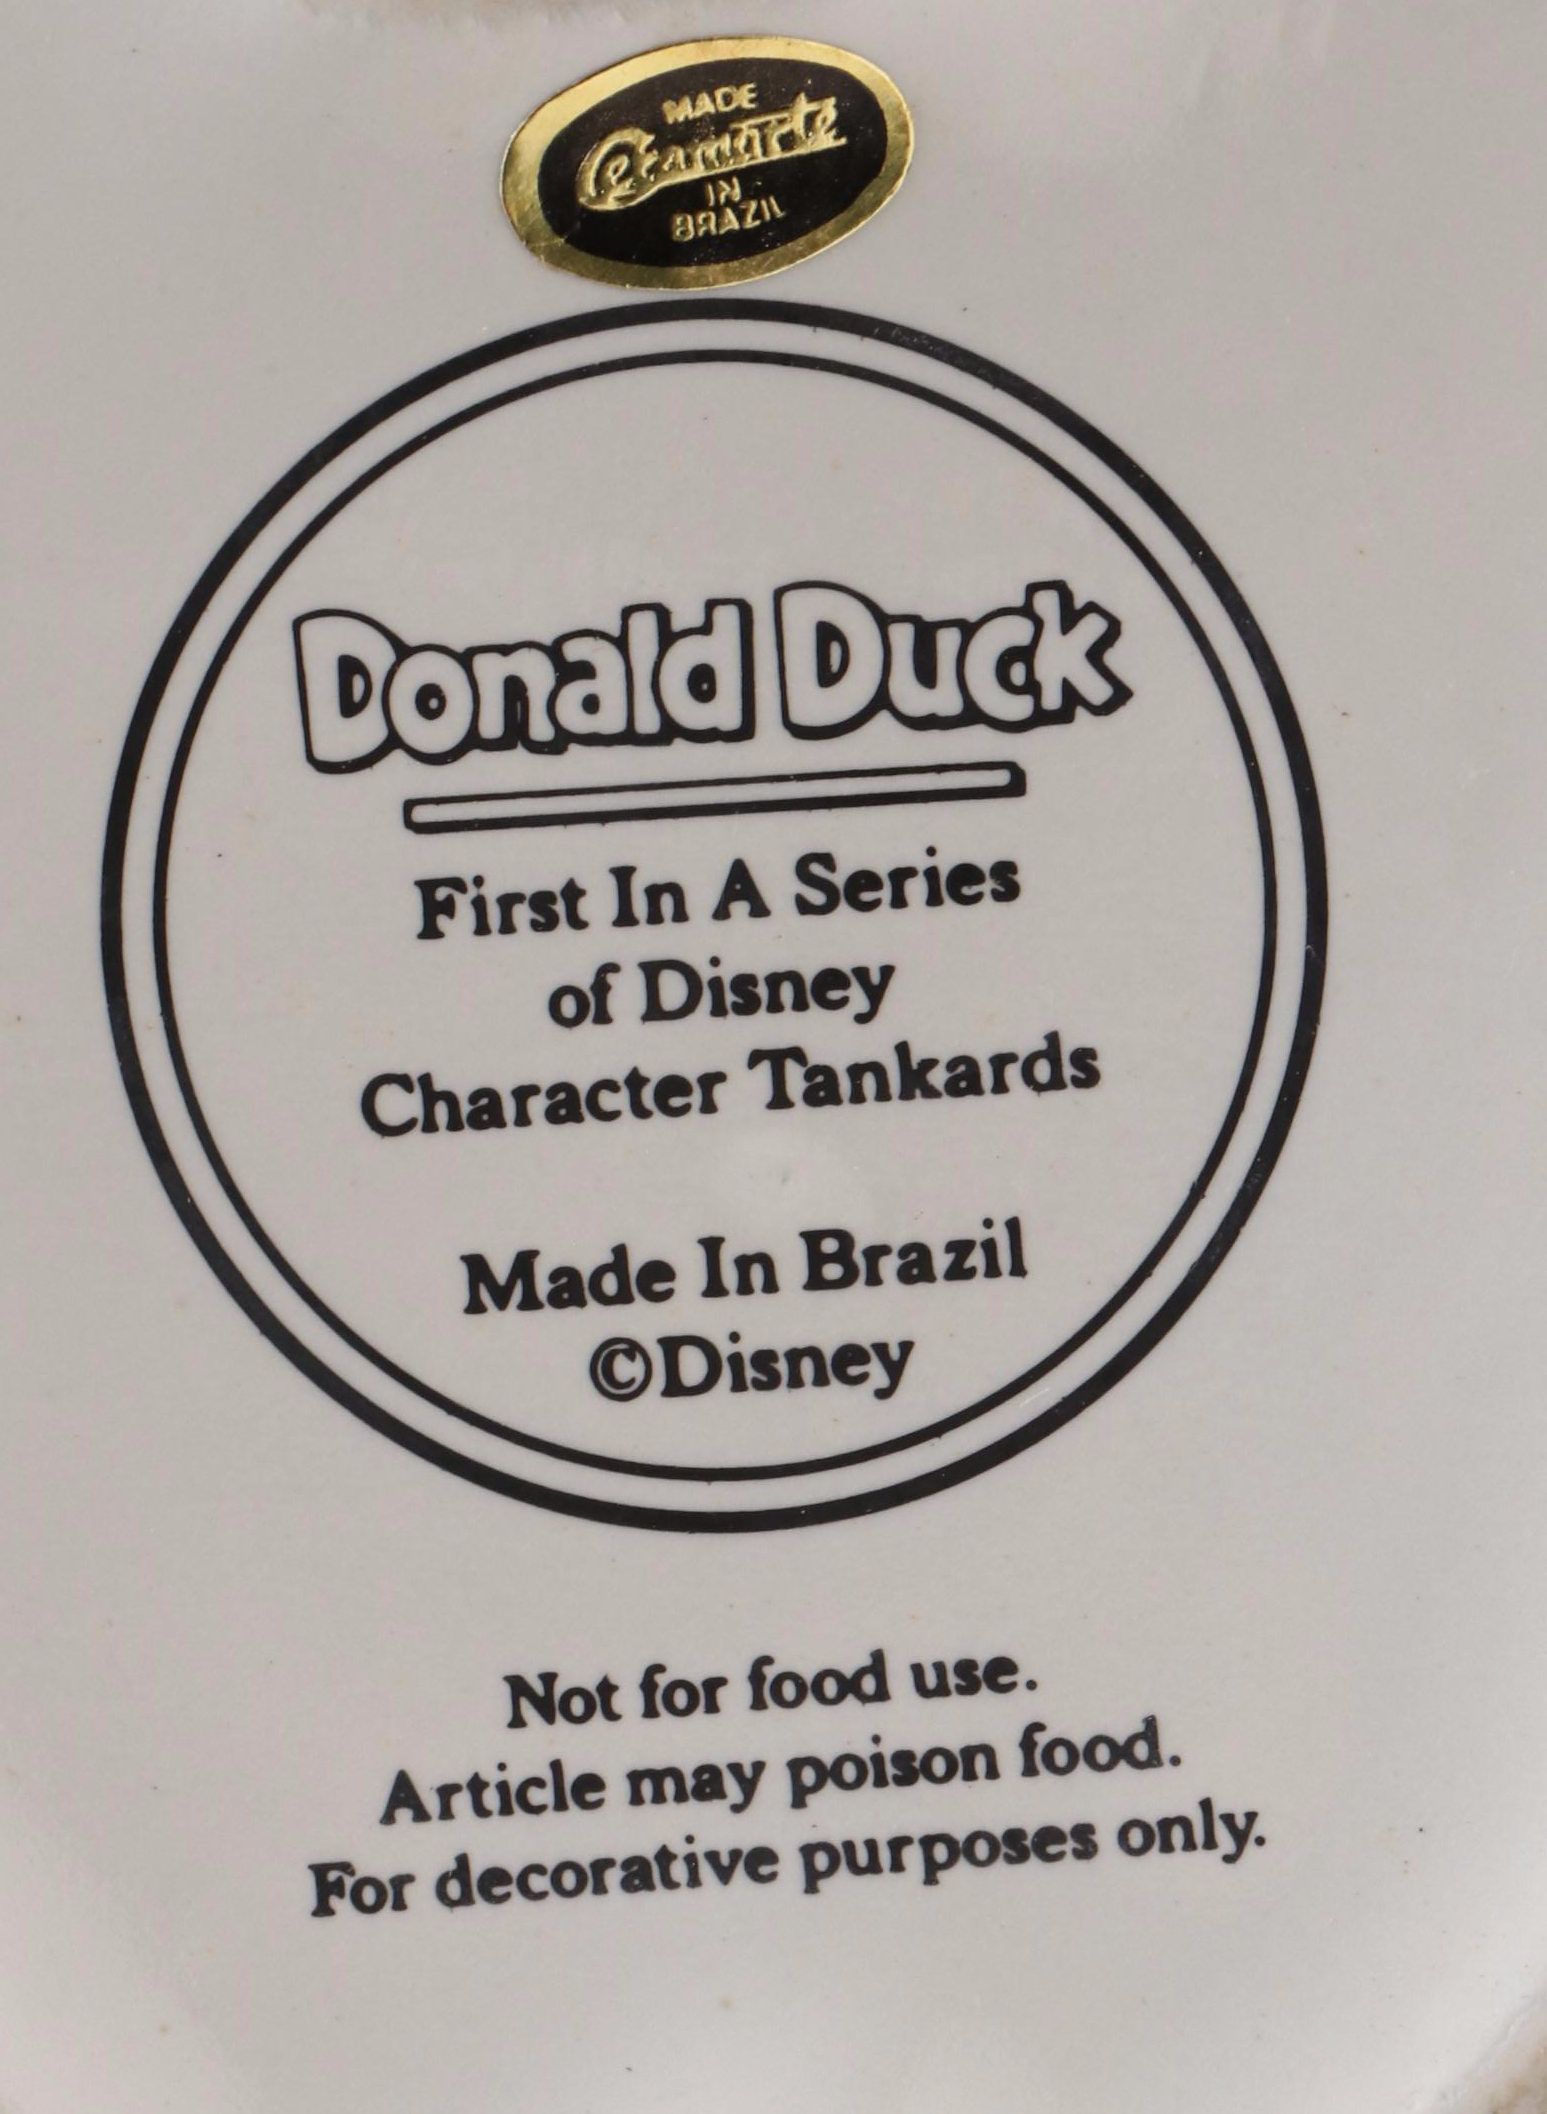 MADE
Ceramarte
IN
BRAZIL
Donald Duck
First In A Series
of Disney
Character Tankards
Made In Brazil
©Disney
Not for food use.
Article may poison food.
For decorative purposes only.